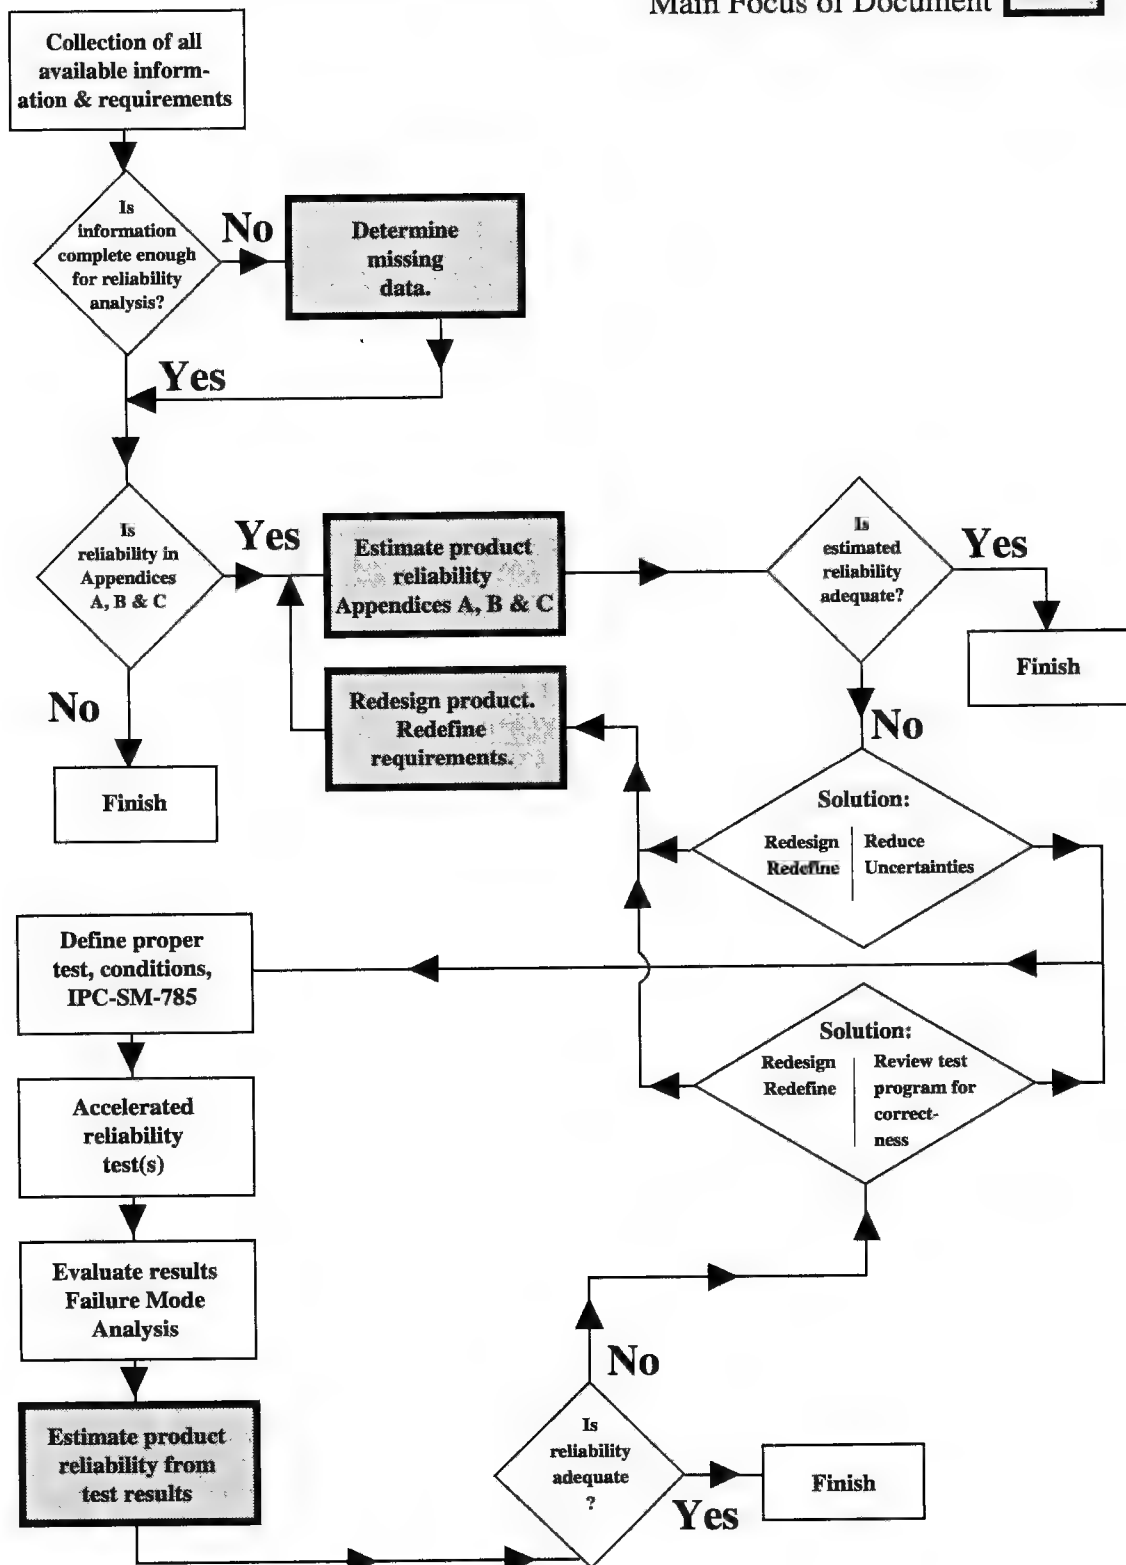 Main Focus of Document
Collection of all
available inform-
ation & requirements
Is
information
complete enough
for reliability
analysis?
No
Determine
missing
data.
Yes
Is
reliability in
Appendices
A, B & C
Yes
Estimate product
reliability
Appendices A, B & C
Is
estimated
reliability
adequate?
Yes
Finish
No
Finish
Redesign product.
Redefine
requirements.
No
Solution:
Redesign
Redefine
Reduce
Uncertainties
Define proper
test, conditions,
IPC-SM-785
Solution:
Redesign
Redefine
Review test
program for
correct-
ness
Accelerated
reliability
test(s)
Evaluate results
Failure Mode
Analysis
Estimate product
reliability from
test results
No
Is
reliability
adequate
?
Yes
Finish